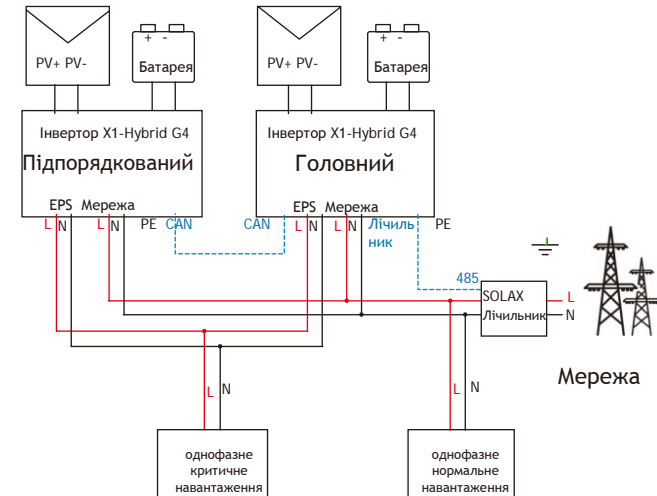 PV+ PV-
+ -
Батарея
PV+ PV-
+ -
Батарея
Інвертор X1-Hybrid G4
Підпорядкований
EPS Мережа
L N L N PE CAN
Інвертор X1-Hybrid G4
Головний
EPS Мережа
CAN L N L N Лічиль
ник
PE
485
SOLAX
Лічильник
L
N
Мережа
L N
L N
однофазне
критичне
навантаження
однофазне
нормальне
навантаження